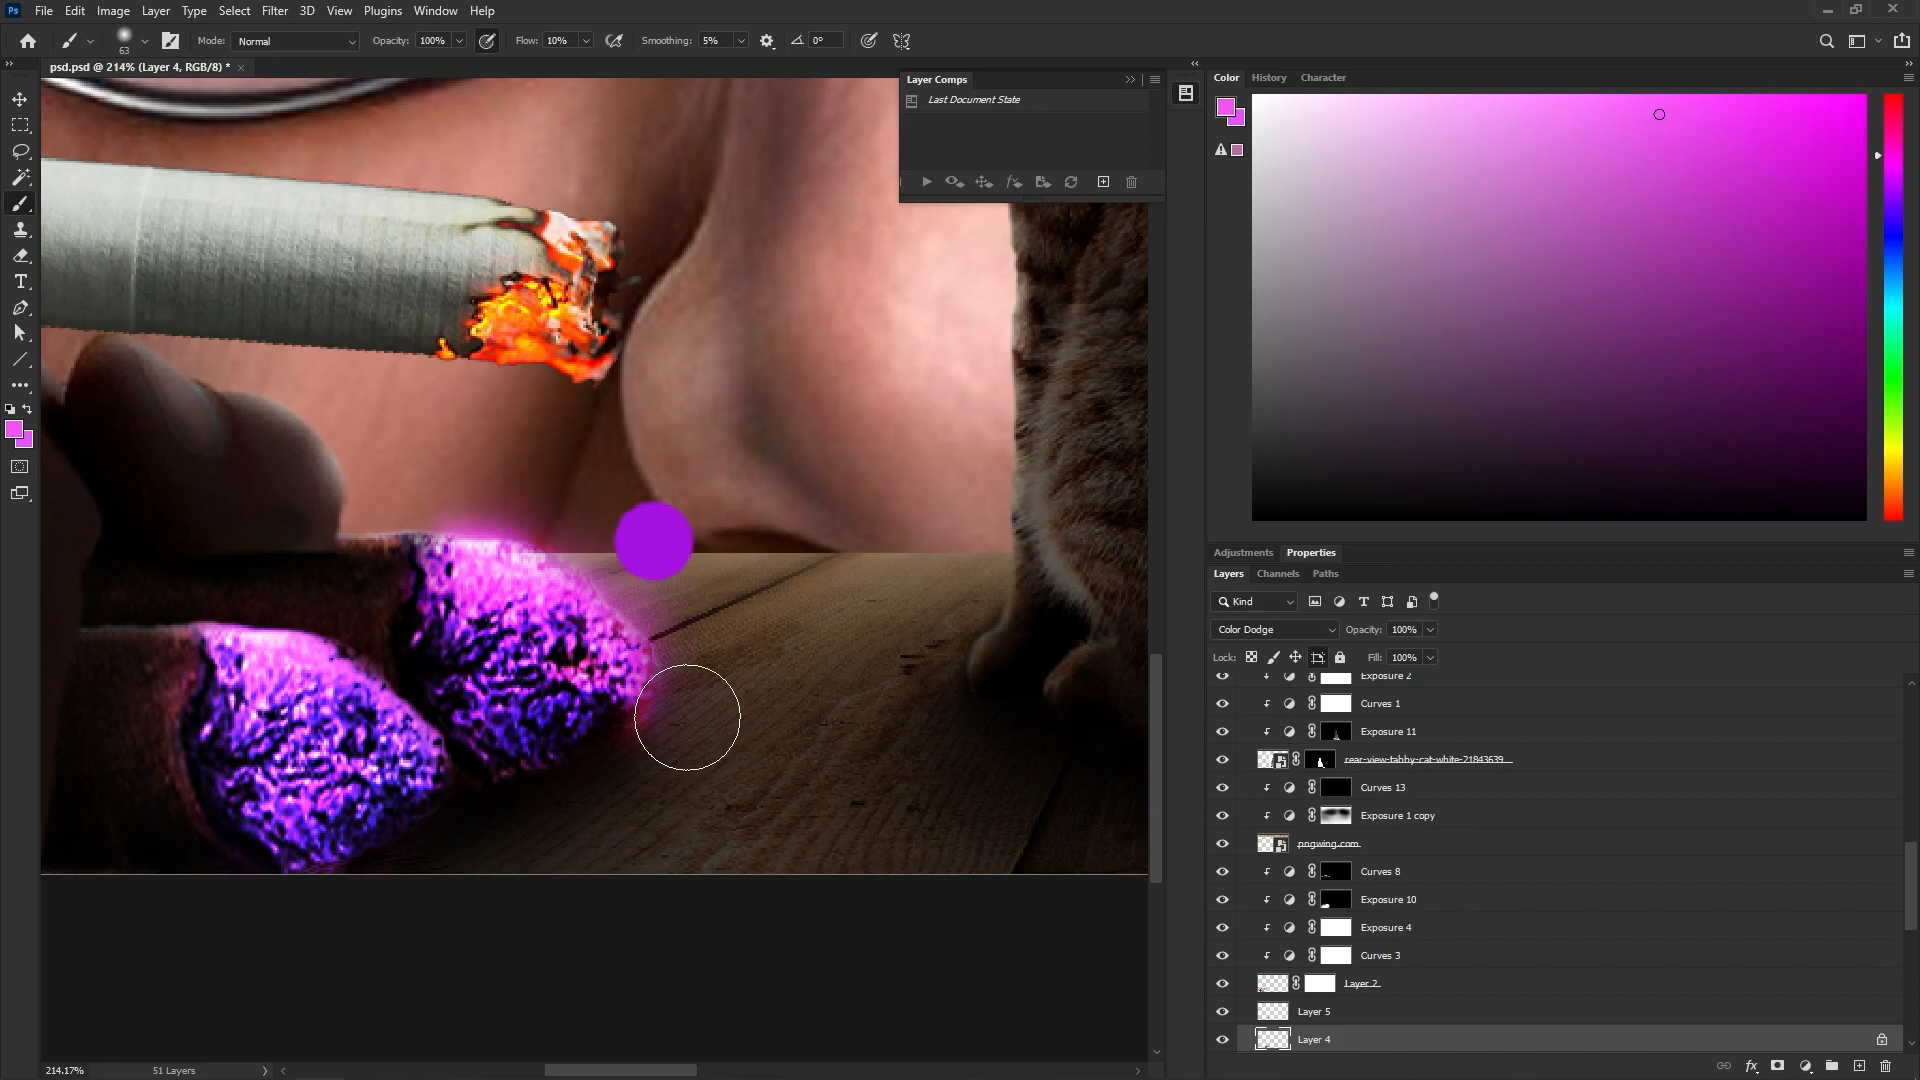 Ps File Edit Image Layer Type Select Filter 3D View Plugins Window Help
63 Mode: Normal Opacity: 100% Flow: 10% Smoothing: 5% 0°
psd.psd @ 214% (Layer 4, RGB/8) * ×
Layer Comps
Last Document State
Color History Character
Adjustments Properties
Layers Channels Paths
Kind
Color Dodge Opacity: 100%
Lock: Fill: 100%
Exposure 2
Curves 1
Exposure 11
rear-view-tabby-cat-white-21843639
Curves 13
Exposure 1 copy
pngwing.com
Curves 8
Exposure 10
Exposure 4
Curves 3
Layer 2
Layer 5
Layer 4
214.17% 51 Layers